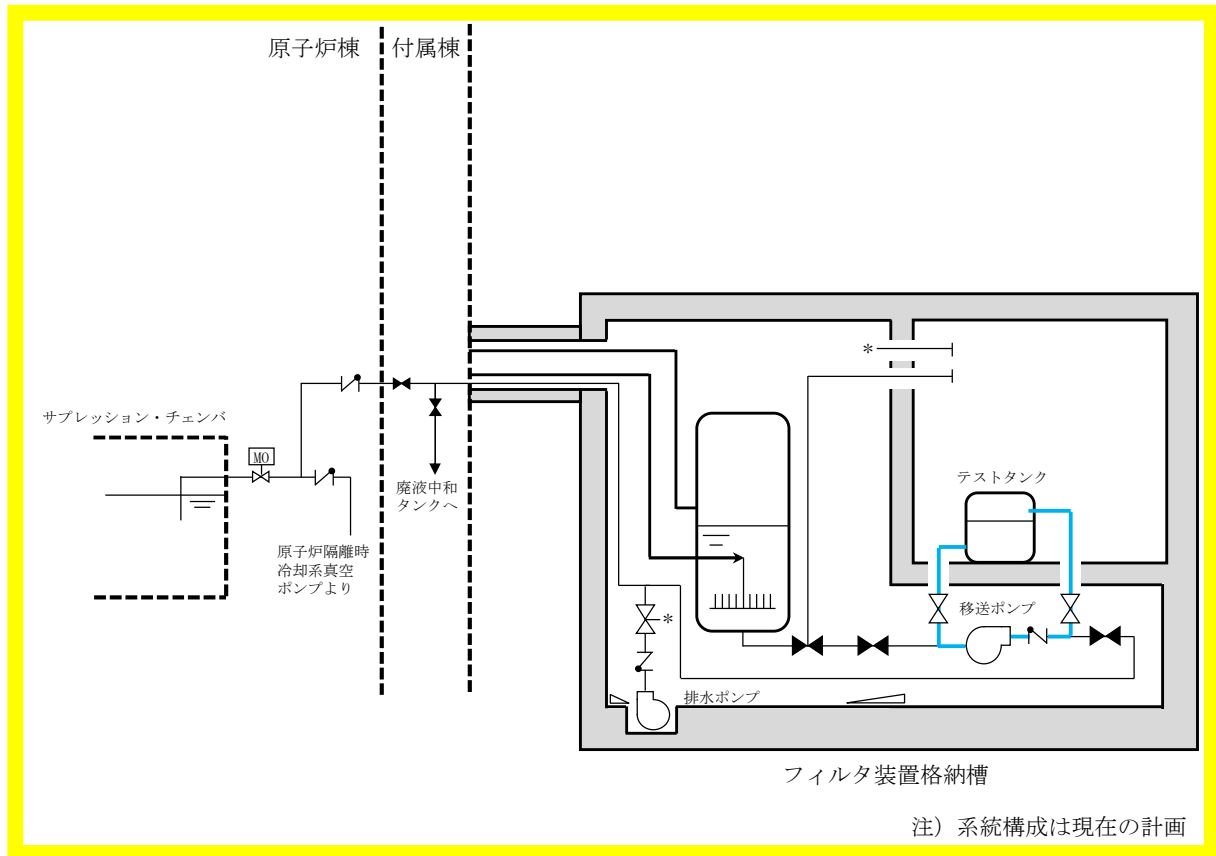 原子炉棟
付属棟
*
サプレッション・チェンバ
MO
テストタンク
廃液中和
タンクへ
原子炉隔離時
冷却系真空
ポンプより
移送ポンプ
*
排水ポンプ
フィルタ装置格納槽
注）系統構成は現在の計画